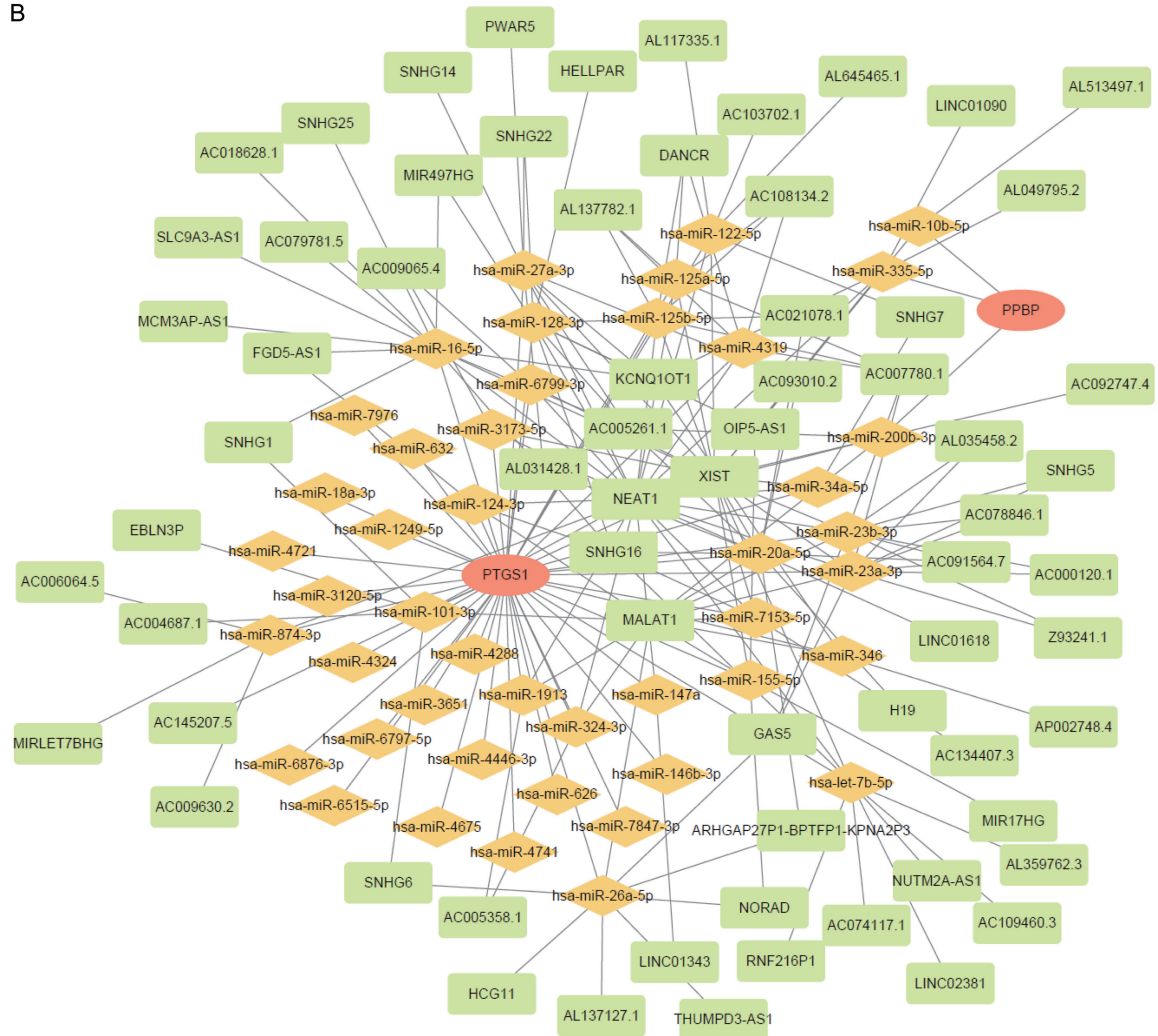 B
PWAR5
AL117335.1
SNHG14
HELLPAR
AL645465.1
AL513497.1
LINC01090
SNHG25
AC103702.1
SNHG22
AC018628.1
DANCR
MIR497HG
AL137782.1
AC108134.2
AL049795.2
hsa-miR-10b-5p
SLC9A3-AS1
AC079781.5
hsa-miR-122-5p
AC009065.4
hsa-miR-27a-3p
hsa-miR-125a-5p
hsa-miR-335-5p
PPBP
MCM3AP-AS1
hsa-miR-128-3p
hsa-miR-125b-5p
AC021078.1
SNHG7
FGD5-AS1
hsa-miR-16-5p
hsa-miR-4319
KCNQ1OT1
AC093010.2
AC007780.1
AC092747.4
hsa-miR-6799-3p
hsa-miR-7976
hsa-miR-3173-5p
AC005261.1
OIP5-AS1
hsa-miR-200b-3p
AL035458.2
SNHG1
hsa-miR-632
AL031428.1
XIST
SNHG5
hsa-miR-18a-3p
hsa-miR-124-3p
NEAT1
hsa-miR-34a-5p
AC078846.1
EBLN3P
hsa-miR-1249-5p
hsa-miR-23b-3p
hsa-miR-4721
SNHG16
hsa-miR-20a-5p
AC091564.7
AC000120.1
AC006064.5
PTGS1
hsa-miR-23a-3p
hsa-miR-3120-5p
hsa-miR-101-3p
AC004687.1
hsa-miR-874-3p
MALAT1
hsa-miR-7153-5p
LINC01618
Z93241.1
hsa-miR-4324
hsa-miR-4288
hsa-miR-346
hsa-miR-155-5p
hsa-miR-3651
hsa-miR-1913
hsa-miR-147a
H19
AP002748.4
MIRLET7BHG
AC145207.5
hsa-miR-6797-5p
hsa-miR-324-3p
GAS5
AC134407.3
hsa-miR-6876-3p
hsa-miR-4446-3p
hsa-miR-146b-3p
hsa-let-7b-5p
AC009630.2
hsa-miR-6515-5p
hsa-miR-626
MIR17HG
hsa-miR-4675
hsa-miR-7847-3p
ARHGAP27P1-BPTFP1-KPNA2P3
AL359762.3
hsa-miR-4741
SNHG6
NUTM2A-AS1
hsa-miR-26a-5p
NORAD
AC109460.3
AC005358.1
AC074117.1
LINC01343
RNF216P1
HCG11
LINC02381
AL137127.1
THUMPD3-AS1